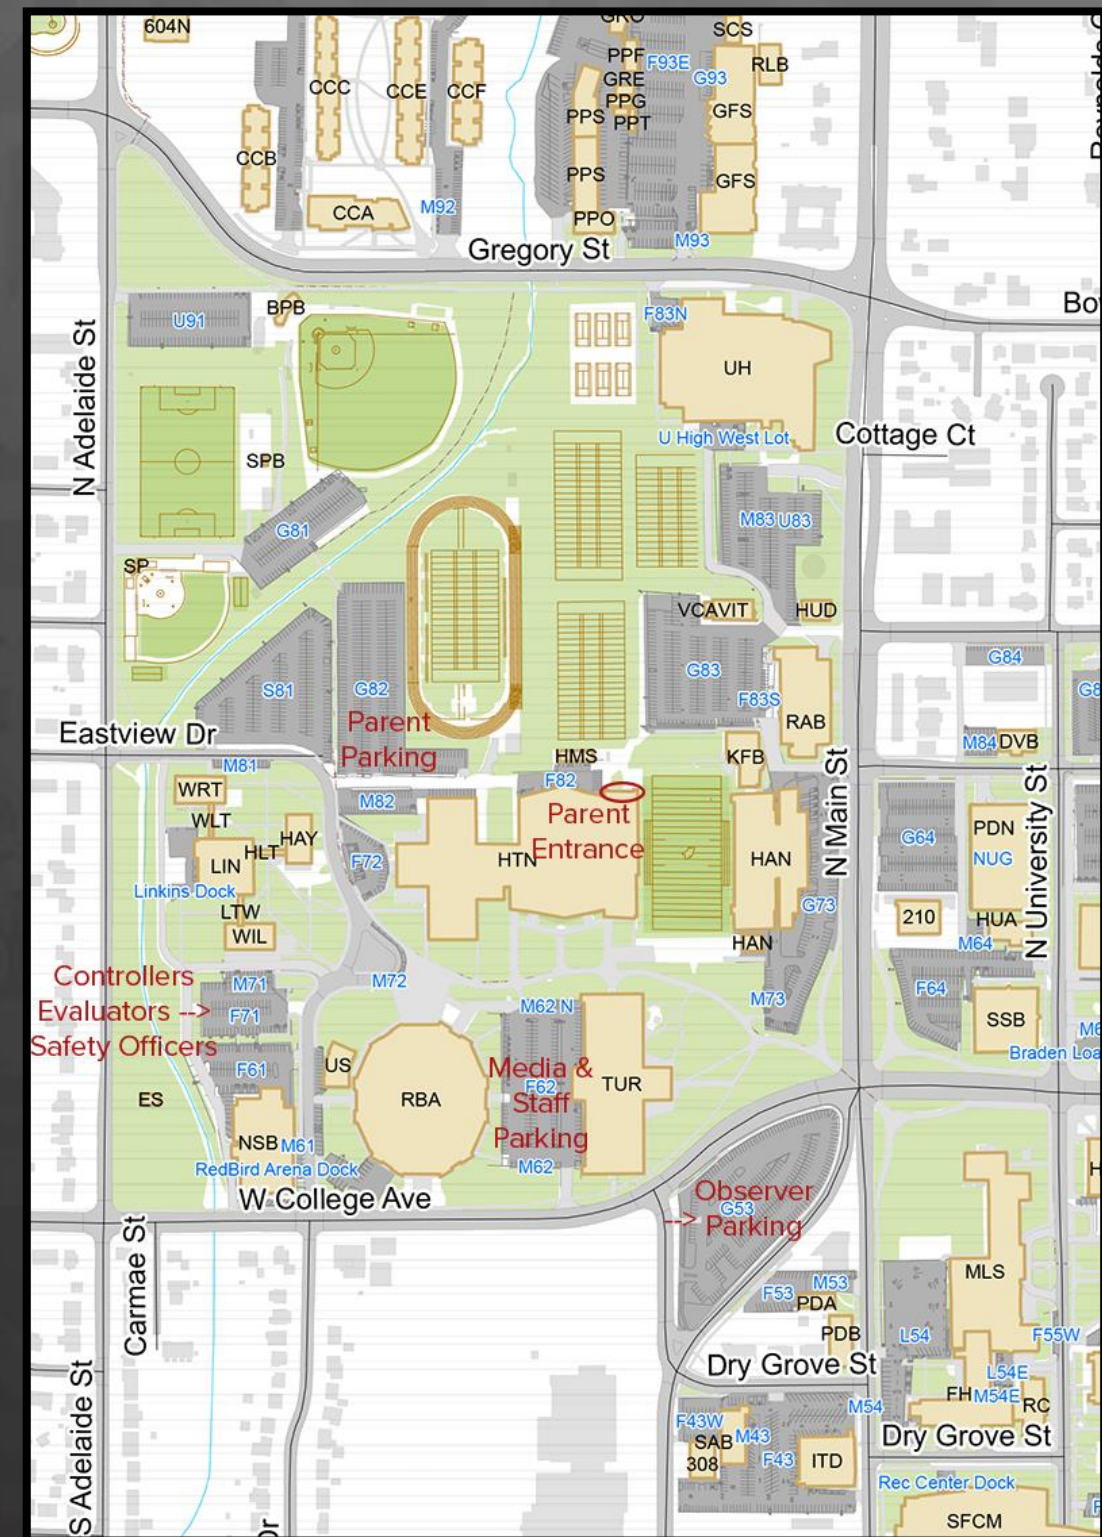 GRO
SCS
604N
PPF
F93E
RLB
CCC
CCE
CCF
GRE
G93
PPG
GFS
PPS
PPT
CCB
PPS
GFS
CCA
M92
PPO
M93
Gregory St
Bo
BPB
U91
F83N
UH
N Adelaide St
U High West Lot
Cottage Ct
SPB
G81
M83 U83
SP
VCAVIT
HUD
G84
S81
G82
G83
F83S
G8
RAB
Parent
Parking
Eastview Dr
M84 DVB
HMS
KFB
M81
F82
WRT
M82
Parent
Entrance
N Main St
N University St
WLT
PDN
HAY
G64
HLT
HTN
HAN
NUG
LIN
F72
Linkins Dock
G73
LTW
210
HUA
WIL
HAN
M64
Controllers
Evaluators -->
Safety Officers
M71
M72
F64
F71
M62 N
M73
SSB
M6
Braden Loa
F61
US
Media &
F62
Staff
Parking
TUR
ES
RBA
NSB M61
RedBird Arena Dock
M62
H
W College Ave
Observer
G53
--> Parking
Carmae St
MLS
M53
F53
PDA
PDB
L54
F55W
Dry Grove St
L54E
FH
M54E
RC
S Adelaide St
M54
F43W
M43
SAB
308
F43
ITD
Dry Grove St
Rec Center Dock
SFCM
Dr